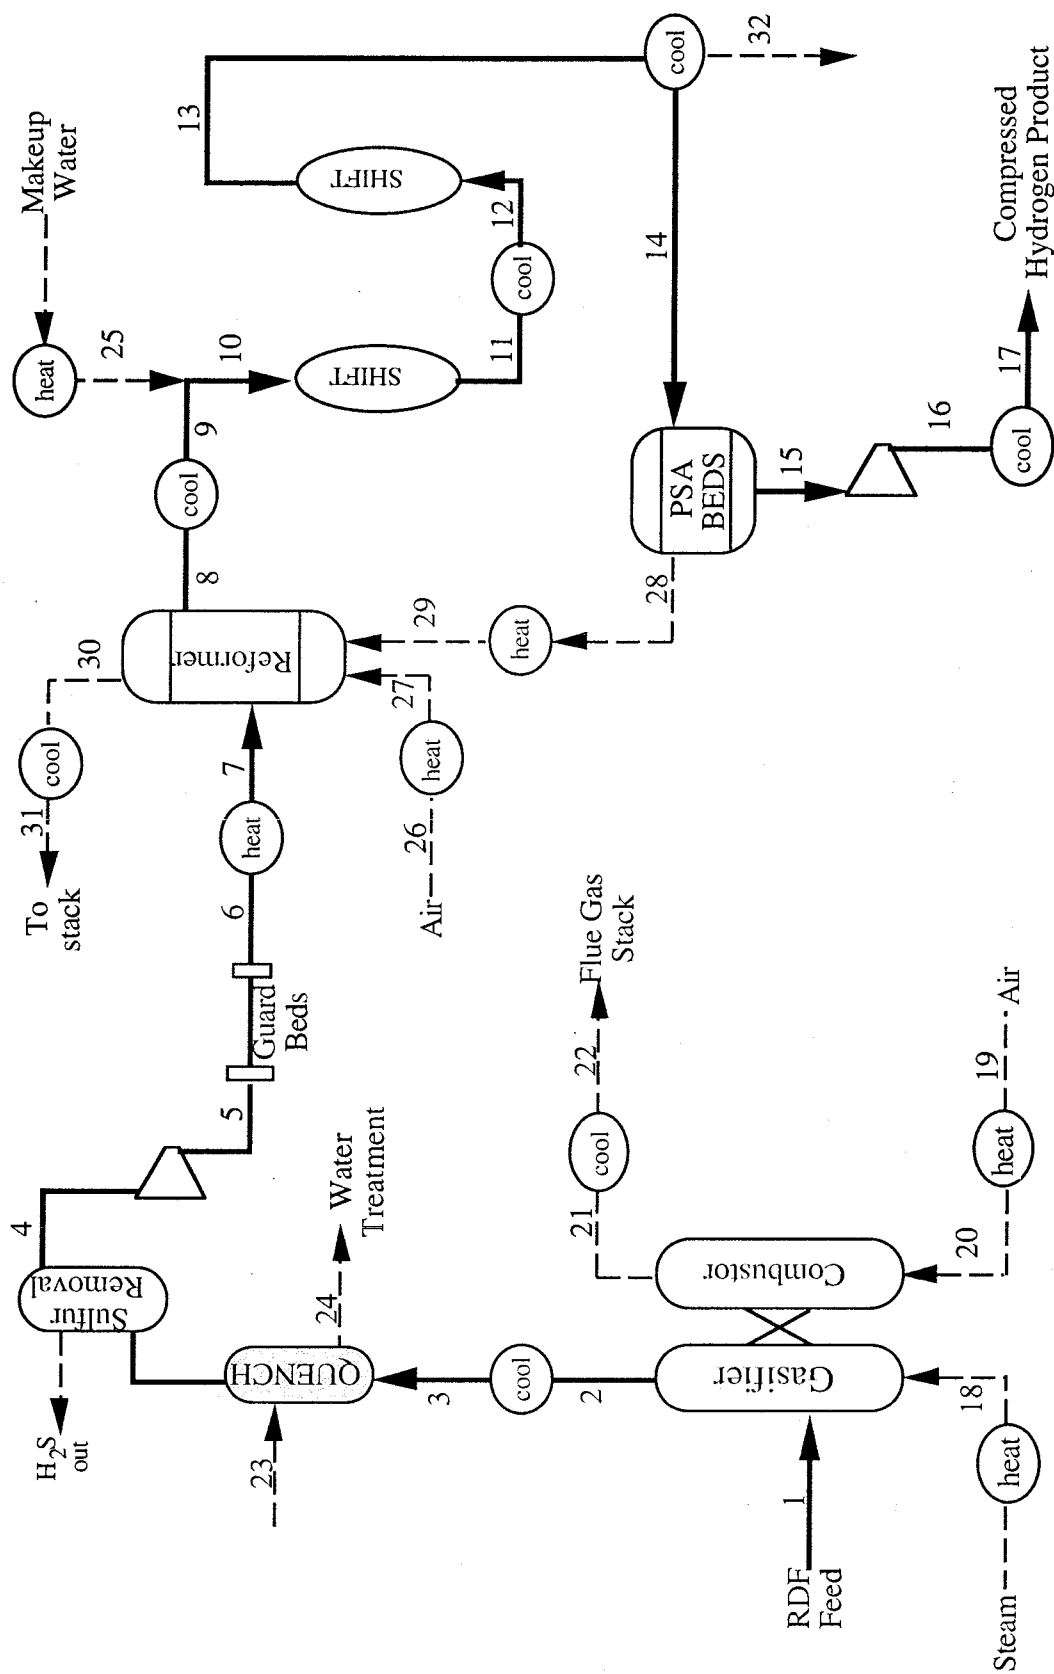 RDF
Feed
1
Steam
heat
18
Gasifier
Combustor
Air
19
heat
20
21
cool
22
Flue Gas
Stack
2
cool
3
QUENCH
23
24
Water
Treatment
H2S
out
Sulfur
Removal
4
5
Guard
Beds
6
heat
7
Reformer
Air
26
heat
27
29
heat
28
30
cool
31
To
stack
8
cool
9
Makeup
Water
heat
25
10
SHIFT
11
cool
12
SHIFT
13
cool
32
14
PSA
BEDS
15
16
cool
17
Compressed
Hydrogen Product